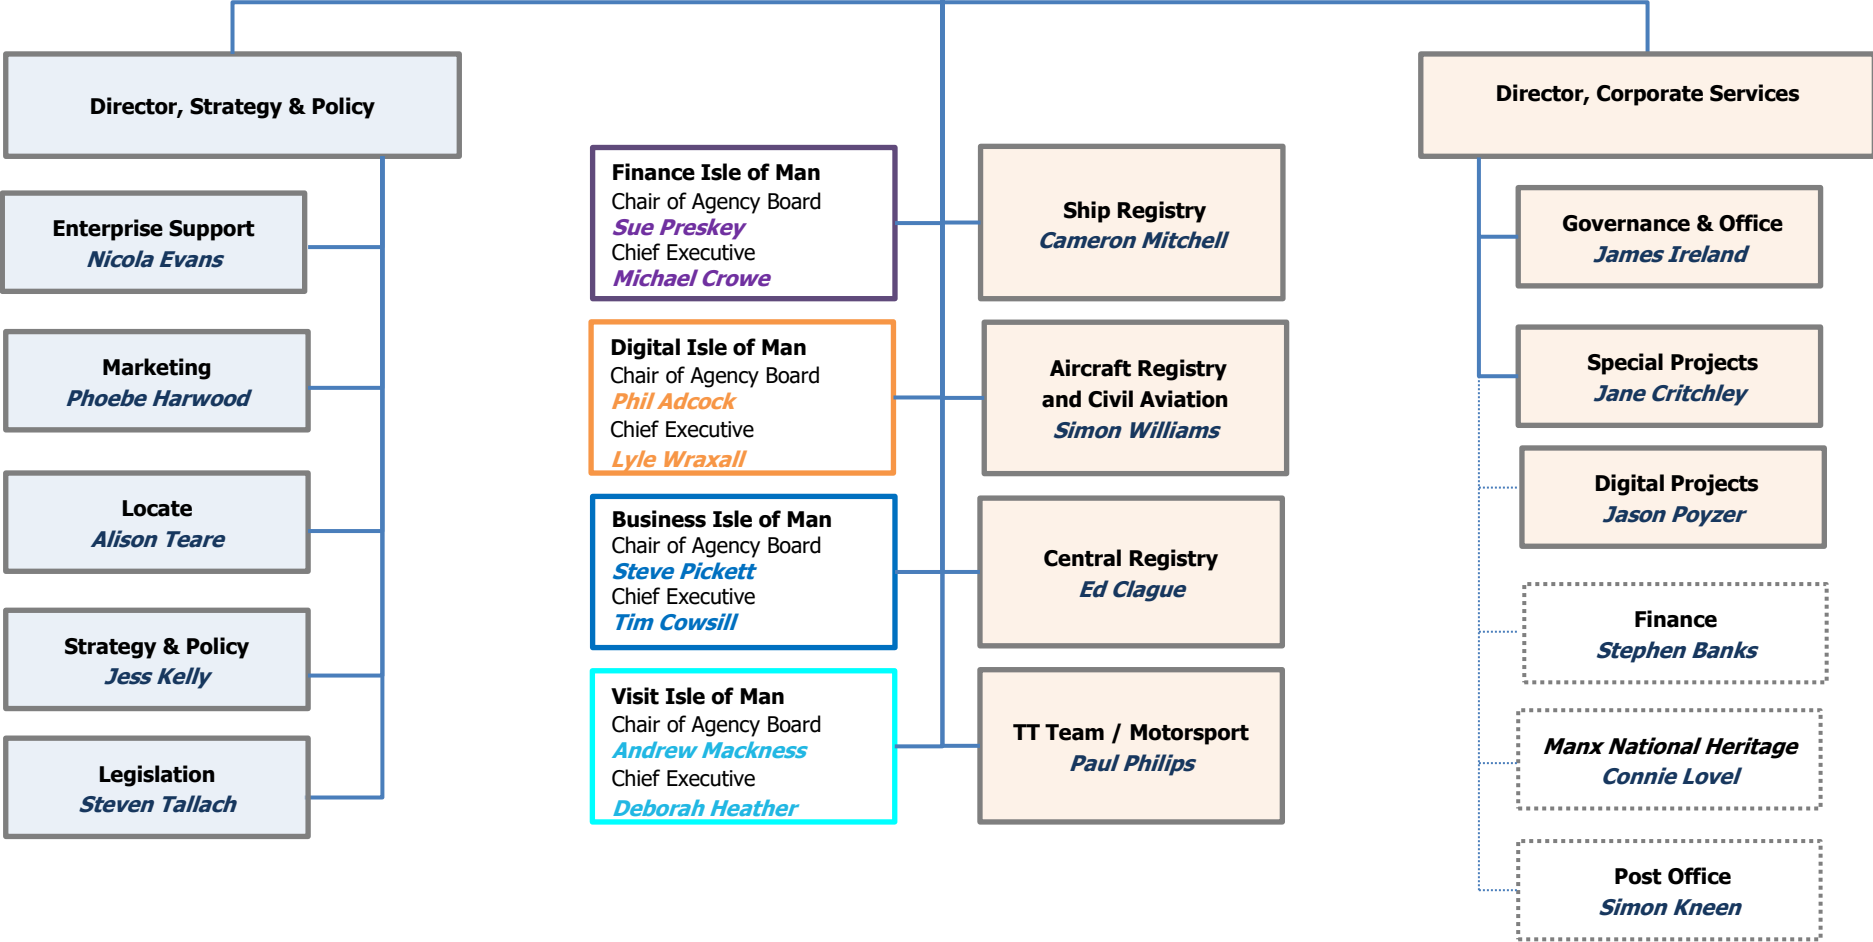 Director, Strategy & Policy
Enterprise Support
Nicola Evans
Marketing
Phoebe Harwood
Locate
Alison Teare
Strategy & Policy
Jess Kelly
Legislation
Steven Tallach
Finance Isle of Man
Chair of Agency Board
Sue Preskey
Chief Executive
Michael Crowe
Digital Isle of Man
Chair of Agency Board
Phil Adcock
Chief Executive
Lyle Wraxall
Business Isle of Man
Chair of Agency Board
Steve Pickett
Chief Executive
Tim Cowsill
Visit Isle of Man
Chair of Agency Board
Andrew Mackness
Chief Executive
Deborah Heather
Ship Registry
Cameron Mitchell
Aircraft Registry
and Civil Aviation
Simon Williams
Central Registry
Ed Clague
TT Team / Motorsport
Paul Philips
Director, Corporate Services
Governance & Office
James Ireland
Special Projects
Jane Critchley
Digital Projects
Jason Poyzer
Finance
Stephen Banks
Manx National Heritage
Connie Lovel
Post Office
Simon Kneen